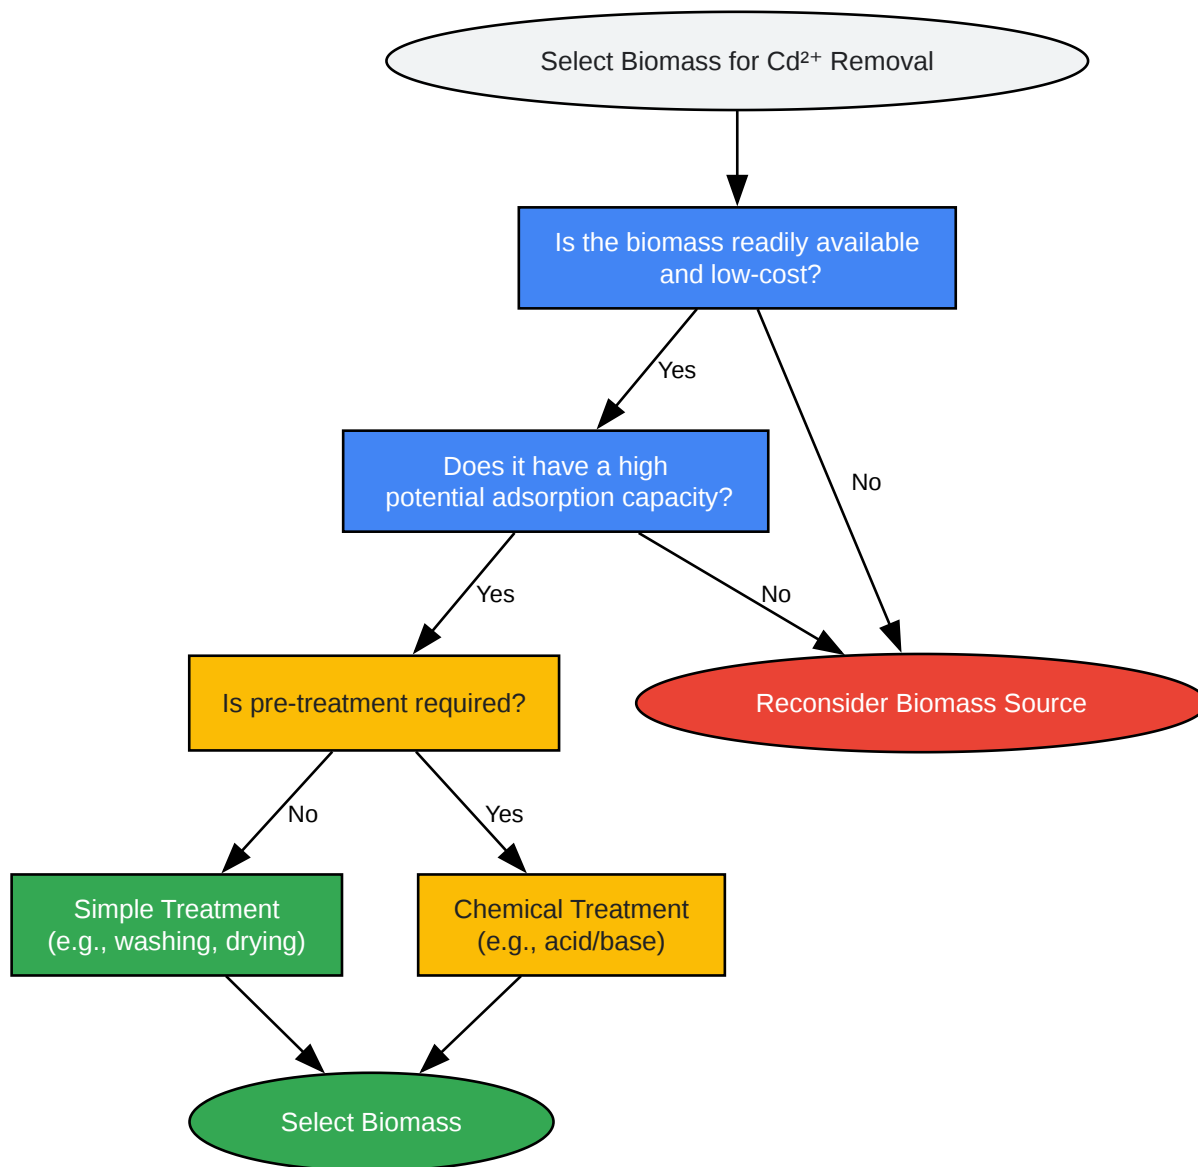 Select Biomass for Cd²⁺ Removal
Is the biomass readily available
and low-cost?
Yes
Does it have a high
potential adsorption capacity?
No
Yes
No
Is pre-treatment required?
Reconsider Biomass Source
No
Yes
Simple Treatment
(e.g., washing, drying)
Chemical Treatment
(e.g., acid/base)
Select Biomass